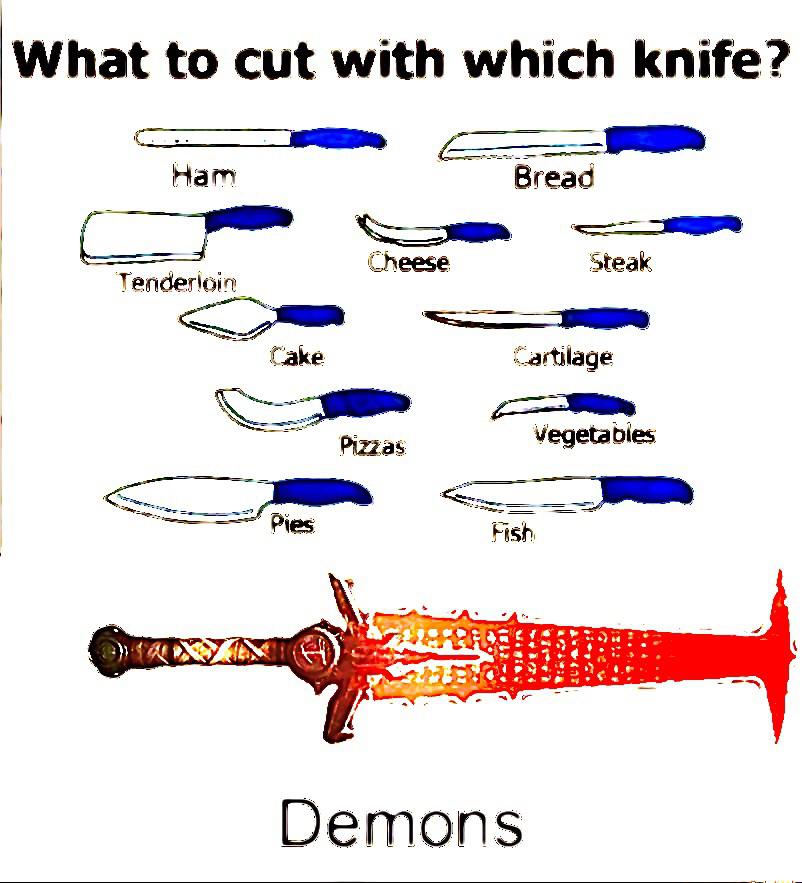 What to cut with which knife?
Ham
Bread
Tenderloin
Cheese
Steak
Cake
Cartilage
Pizzas
Vegetables
Pies
Fish
Demons